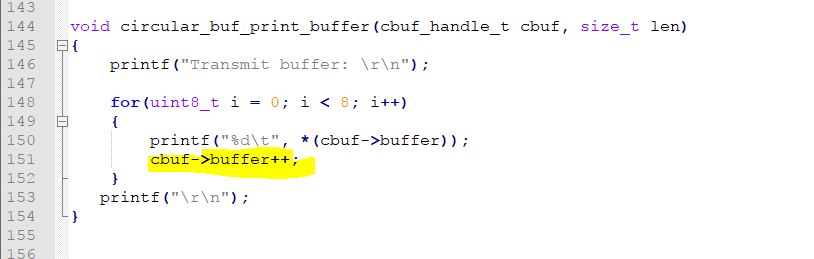 143
144 void circular_buf_print_buffer(cbuf_handle_t cbuf, size_t len)
145 {
146 printf("Transmit buffer: \r\n");
147
148 for(uint8_t i = 0; i < 8; i++)
149 {
150 printf("%d\t", *(cbuf->buffer));
151 cbuf->buffer++;
152 }
153 printf("\r\n");
154 }
155
156